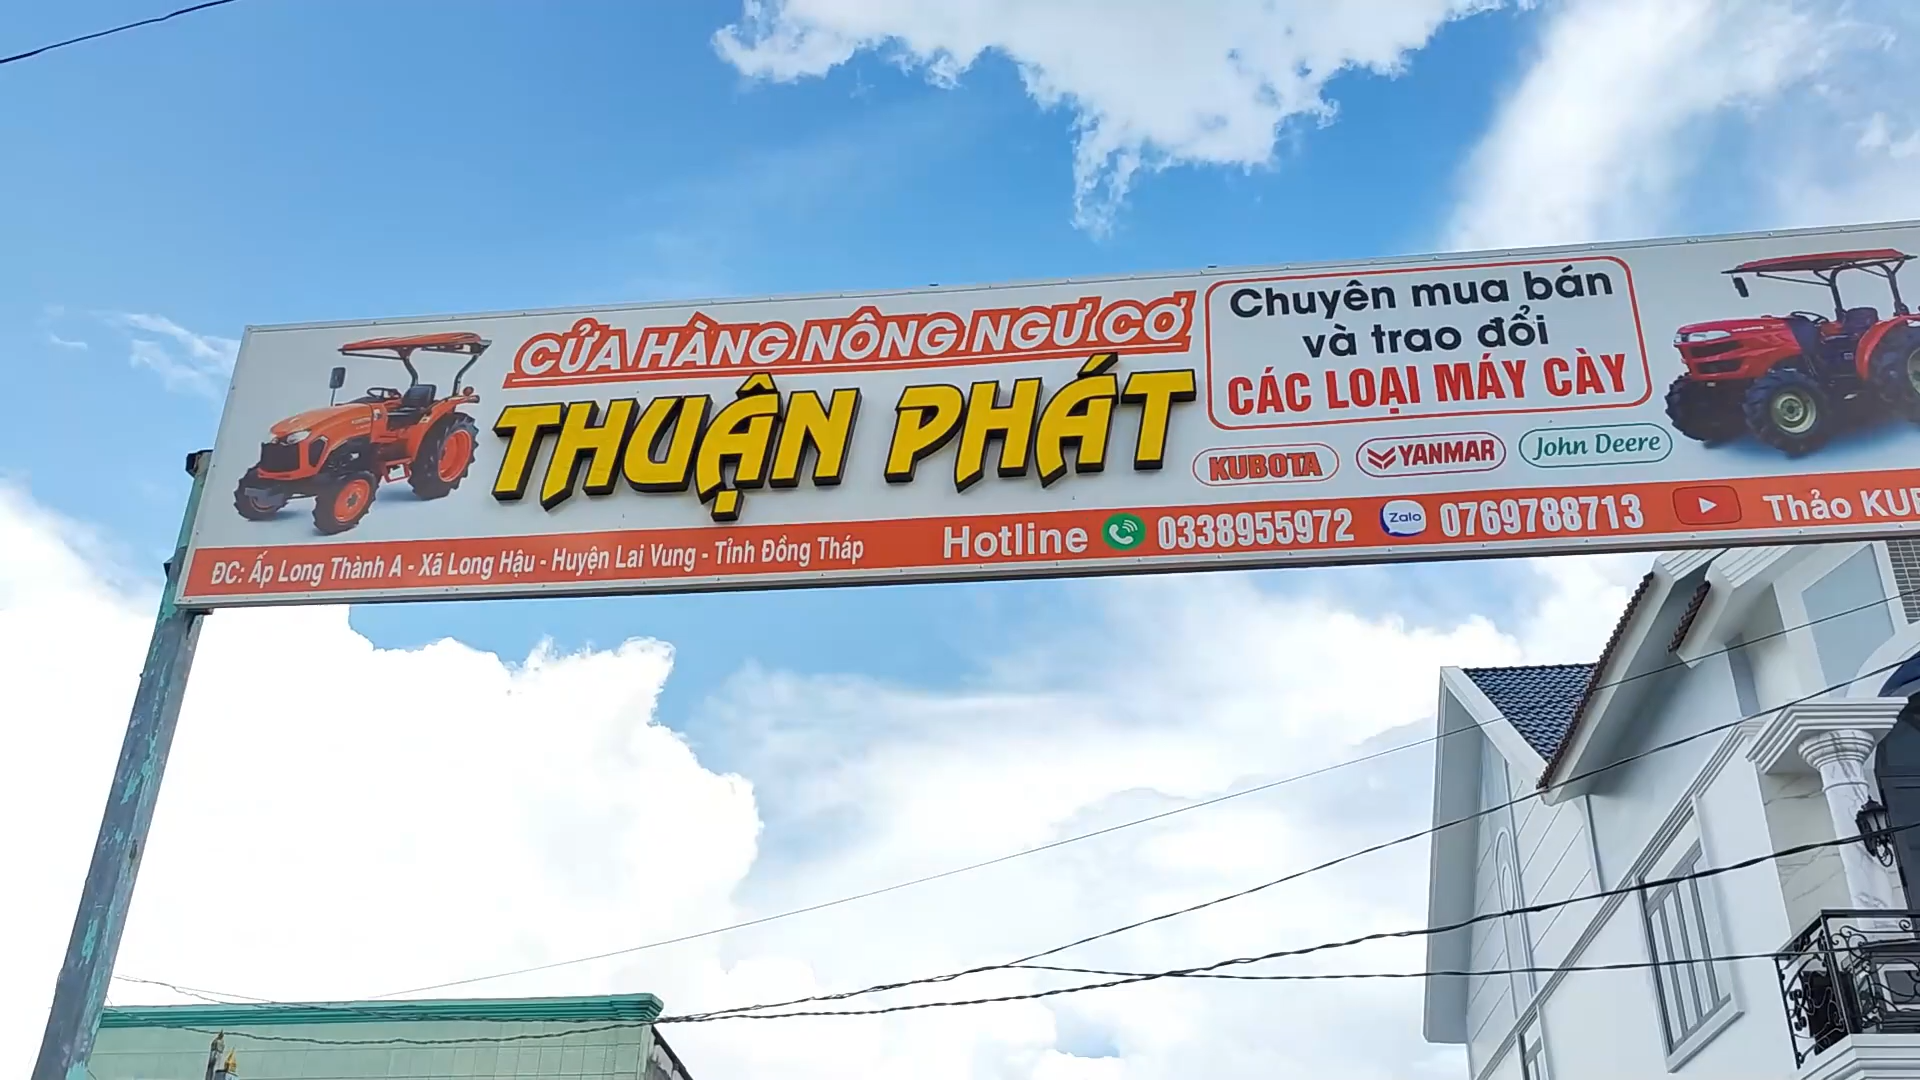 CỬA HÀNG NÔNG NGƯ CƠ
THUẬN PHÁT
Chuyên mua bán
và trao đổi
CÁC LOẠI MÁY CÀY
KUBOTA YANMAR John Deere
ĐC: Ấp Long Thành A - Xã Long Hậu - Huyện Lai Vung - Tỉnh Đồng Tháp
Hotline 0338955972 Zalo 0769788713 Thảo